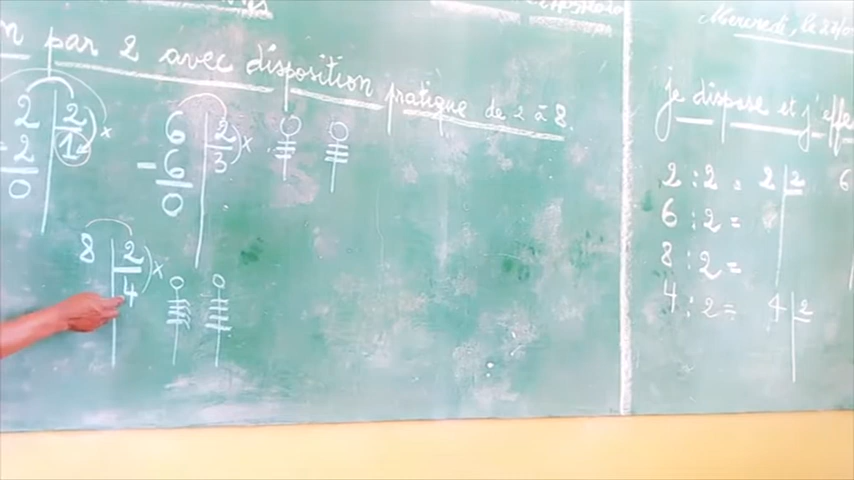 par 2 avec disposition pratique de 2 à 8.
2 | 2 ) x
- 2 | 1
0
6 | 2 ) x
- 6 | 3
0
8 | 2 ) x
4
Mercredi, le
je dispose et j'effe
2 : 2 = 2 | 2
6
6 : 2 =
8 : 2 =
4 : 2 = 4 | 2